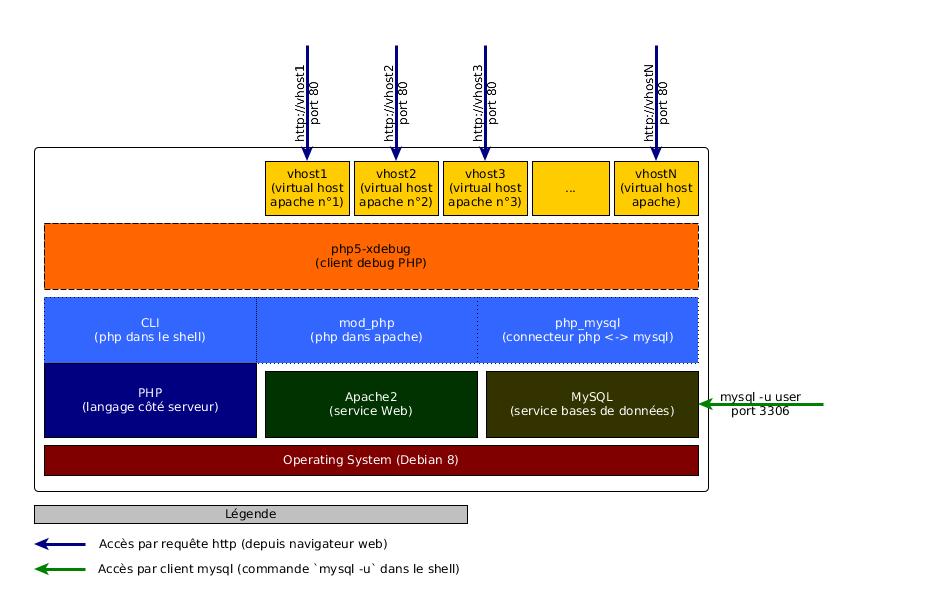 http://vhost1
port 80
http://vhost2
port 80
http://vhost3
port 80
http://vhostN
port 80
vhost1
(virtual host
apache n°1)
vhost2
(virtual host
apache n°2)
vhost3
(virtual host
apache n°3)
...
vhostN
(virtual host
apache)
php5-xdebug
(client debug PHP)
CLI
(php dans le shell)
mod_php
(php dans apache)
php_mysql
(connecteur php <-> mysql)
PHP
(langage côté serveur)
Apache2
(service Web)
MySQL
(service bases de données)
mysql -u user
port 3306
Operating System (Debian 8)
Légende
Accès par requête http (depuis navigateur web)
Accès par client mysql (commande `mysql -u` dans le shell)